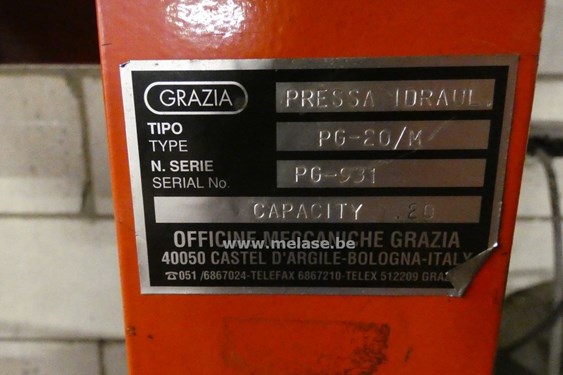 GRAZIA PRESSA IDRAUL.
TIPO
TYPE PG-20/M
N. SERIE
SERIAL No. PG-931
CAPACITY 20
OFFICINE MECCANICHE GRAZIA
www.melase.be
40050 CASTEL D'ARGILE-BOLOGNA-ITALY
☎051/6867024-TELEFAX 6867210-TELEX 512209 GRAZ